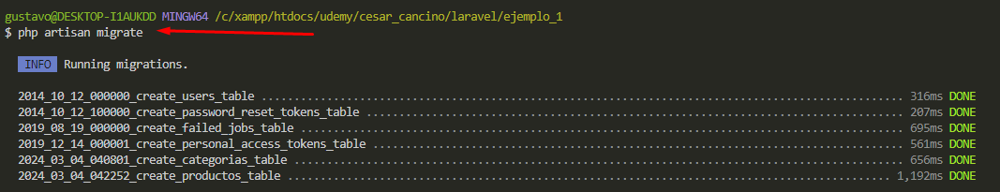 gustavo@DESKTOP-I1AUKDD MINGW64 /c/xampp/htdocs/udemy/cesar_cancino/laravel/ejemplo_1
$ php artisan migrate
INFO Running migrations.
2014_10_12_000000_create_users_table ........................................................................................................ 316ms DONE
2014_10_12_100000_create_password_reset_tokens_table ........................................................................................ 207ms DONE
2019_08_19_000000_create_failed_jobs_table .................................................................................................. 695ms DONE
2019_12_14_000001_create_personal_access_tokens_table ....................................................................................... 561ms DONE
2024_03_04_040801_create_categorias_table ................................................................................................... 656ms DONE
2024_03_04_042252_create_productos_table .................................................................................................. 1,192ms DONE